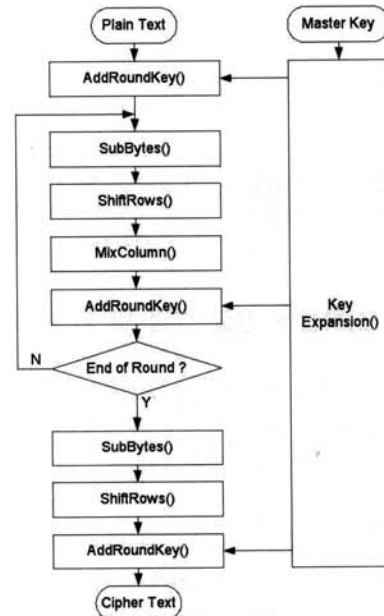 Plain Text
Master Key
AddRoundKey()
SubBytes()
ShiftRows()
MixColumn()
AddRoundKey()
Key
Expansion()
N
End of Round ?
Y
SubBytes()
ShiftRows()
AddRoundKey()
Cipher Text